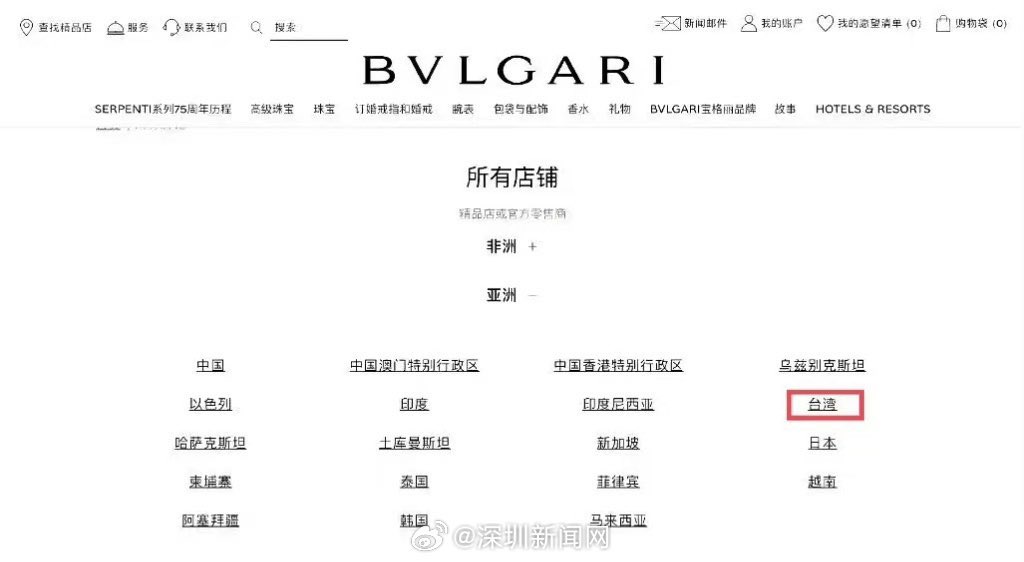 查找精品店 服务 联系我们 搜索 新闻邮件 我的账户 我的愿望清单 (0) 购物袋 (0)
BVLGARI
SERPENTI系列75周年历程 高级珠宝 珠宝 订婚戒指和婚戒 腕表 包袋与配饰 香水 礼物 BVLGARI宝格丽品牌 故事 HOTELS & RESORTS
所有店铺
精品店或官方零售商
非洲 +
亚洲 –
中国 中国澳门特别行政区 中国香港特别行政区 乌兹别克斯坦
以色列 印度 印度尼西亚 台湾
哈萨克斯坦 土库曼斯坦 新加坡 日本
柬埔寨 泰国 菲律宾 越南
阿塞拜疆 韩国 马来西亚
@深圳新闻网